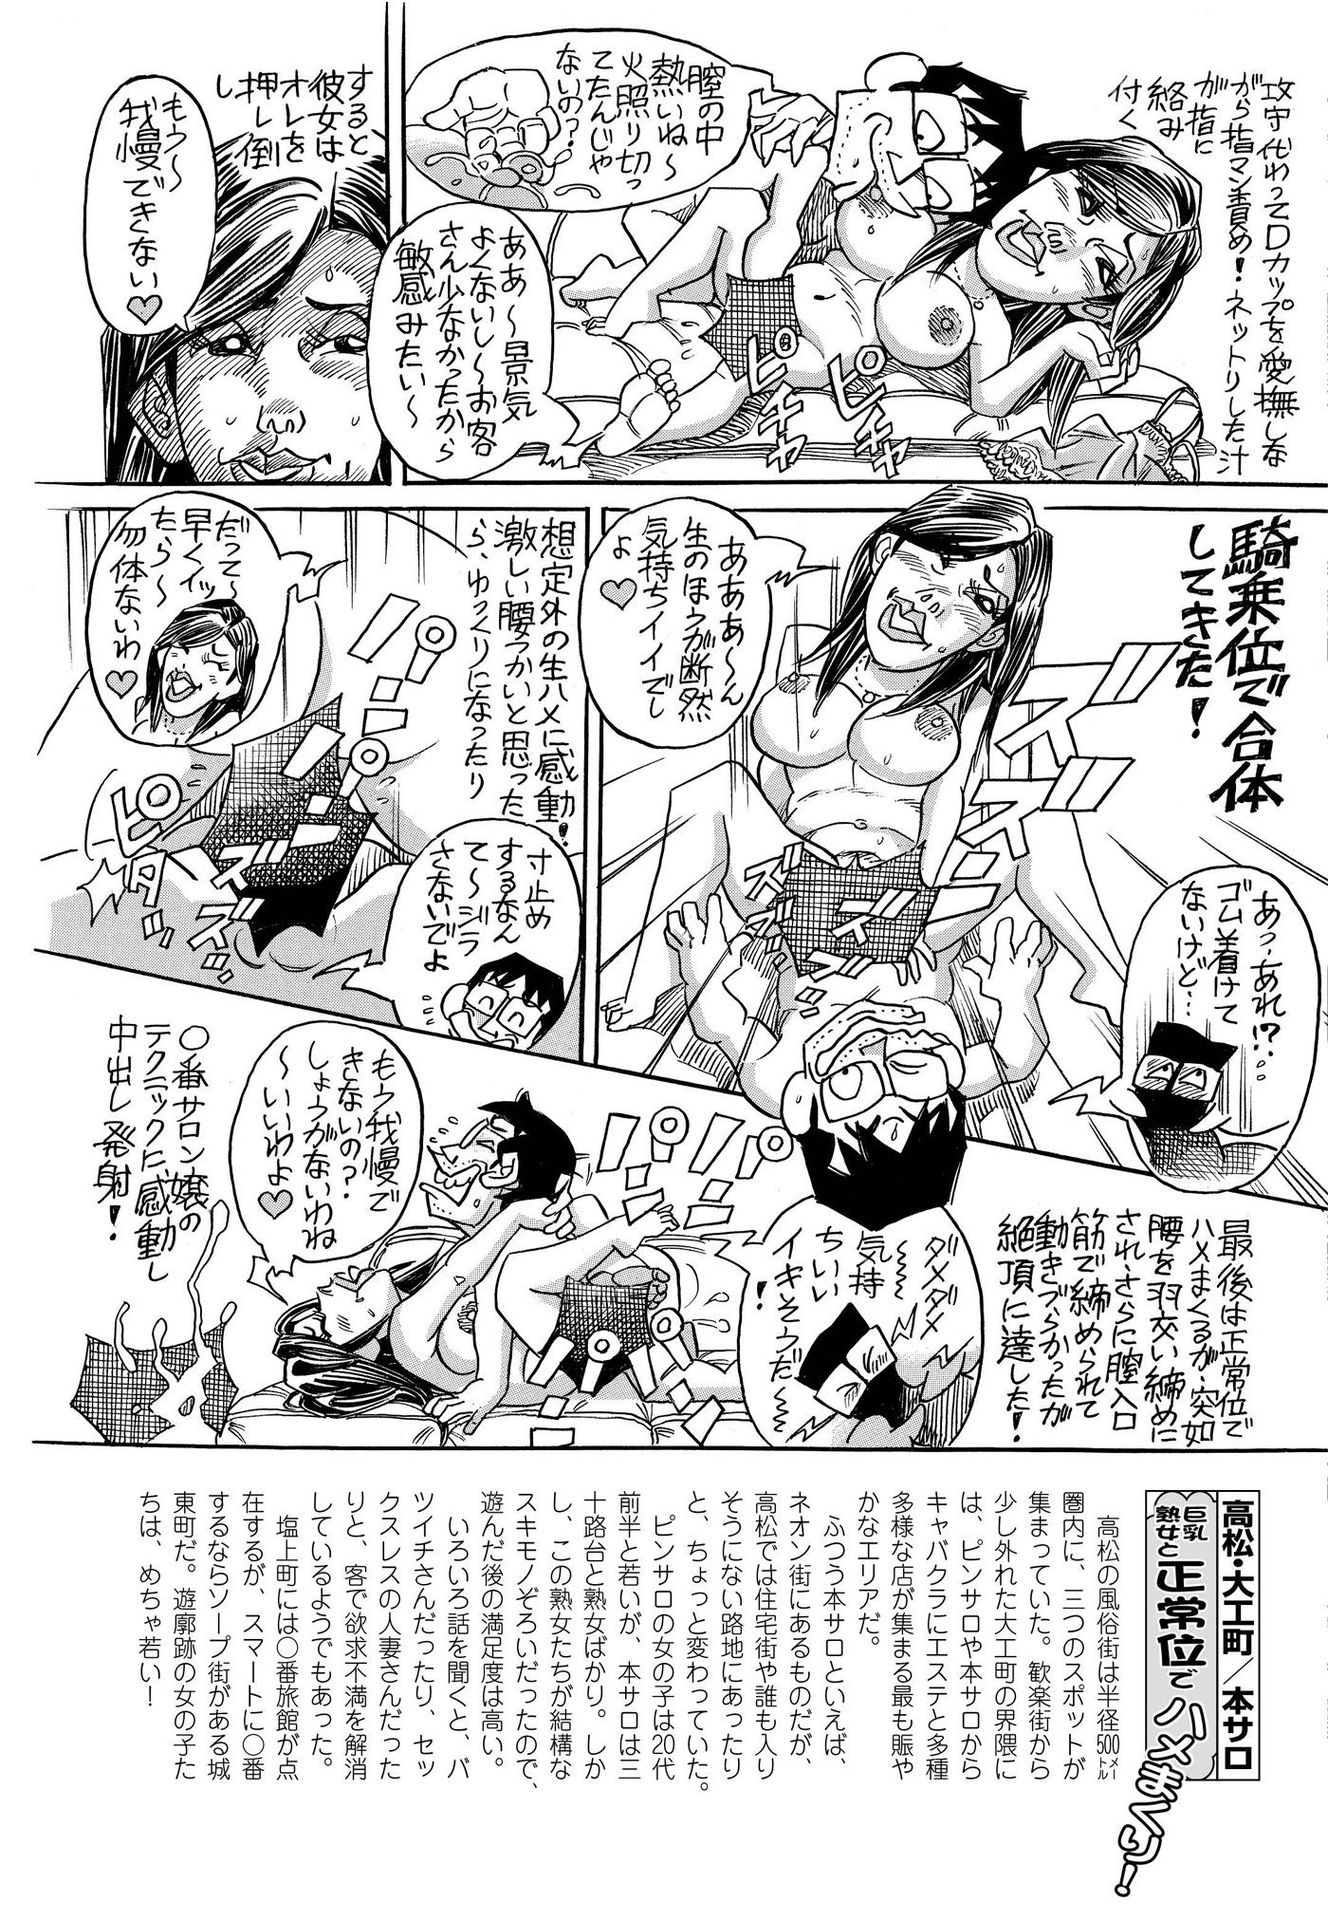 攻守代わってDカップを愛撫しな
がら指マン責め!ネットリした汁
が指に
絡み
付く
膣の中
熱いね〜
火照り切っ
てたんじゃ
ないの?
ああ〜景気
よくないし〜お客
さん少なかったから
敏感みたい〜
ピチャ
ピチャ
すると、
彼女は
オレを
押し倒
し
もう〜
我慢できない♡
騎乗位で合体
してきた!
あっ、あれ!?…
ゴム着けて
ないけど…
あああ〜ん
生のほうが断然
気持ちイイでし
ょ♡
ズボズボ
ズブズブ
想定外の生ハメに感動!
激しい腰つかいと思った
ら、ゆっくりになったり
寸止め
するなん
て〜ジラ
さないでよ
だって〜
早くイッ
たら〜
勿体ないわ♡
パン!パン!
ピタッ
ズズッ
最後は正常位で
ハメまくるが、突如
腰を羽交い締めに
され、さらに膣入口
筋で締められて
動きづらかったが
絶頂に達した!
ダメダメ
気持
ちいい
イキそうだ〜
!
パン!パン!
パン!パン!
もう我慢で
きないの?
しょうがないわね
〜いいわよ♡
〇番サロン嬢の
テクニックに感動し
中出し発射!
高松・大工町/本サロ
巨乳
熟女と
正常位で
ハメまくり!
高松の風俗街は半径500メートル
圏内に、三つのスポットが
集まっていた。歓楽街から
少し外れた大工町の界隈に
は、ピンサロや本サロから
キャバクラにエステと多種
多様な店が集まる最も賑や
かなエリアだ。
ふつう本サロといえば、
ネオン街にあるものだが、
高松では住宅街や誰も入り
そうにない路地にあったり
と、ちょっと変わっていた。
ピンサロの女の子は20代
前半と若いが、本サロは三
十路台と熟女ばかり。しか
し、この熟女たちが結構な
スキモノぞろいだったので、
遊んだ後の満足度は高い。
いろいろ話を聞くと、バ
ツイチさんだったり、セッ
クスレスの人妻さんだった
りと、客で欲求不満を解消
しているようでもあった。
塩上町には〇番旅館が点
在するが、スマートに〇番
するならソープ街がある城
東町だ。遊廓跡の女の子た
ちは、めちゃ若い!